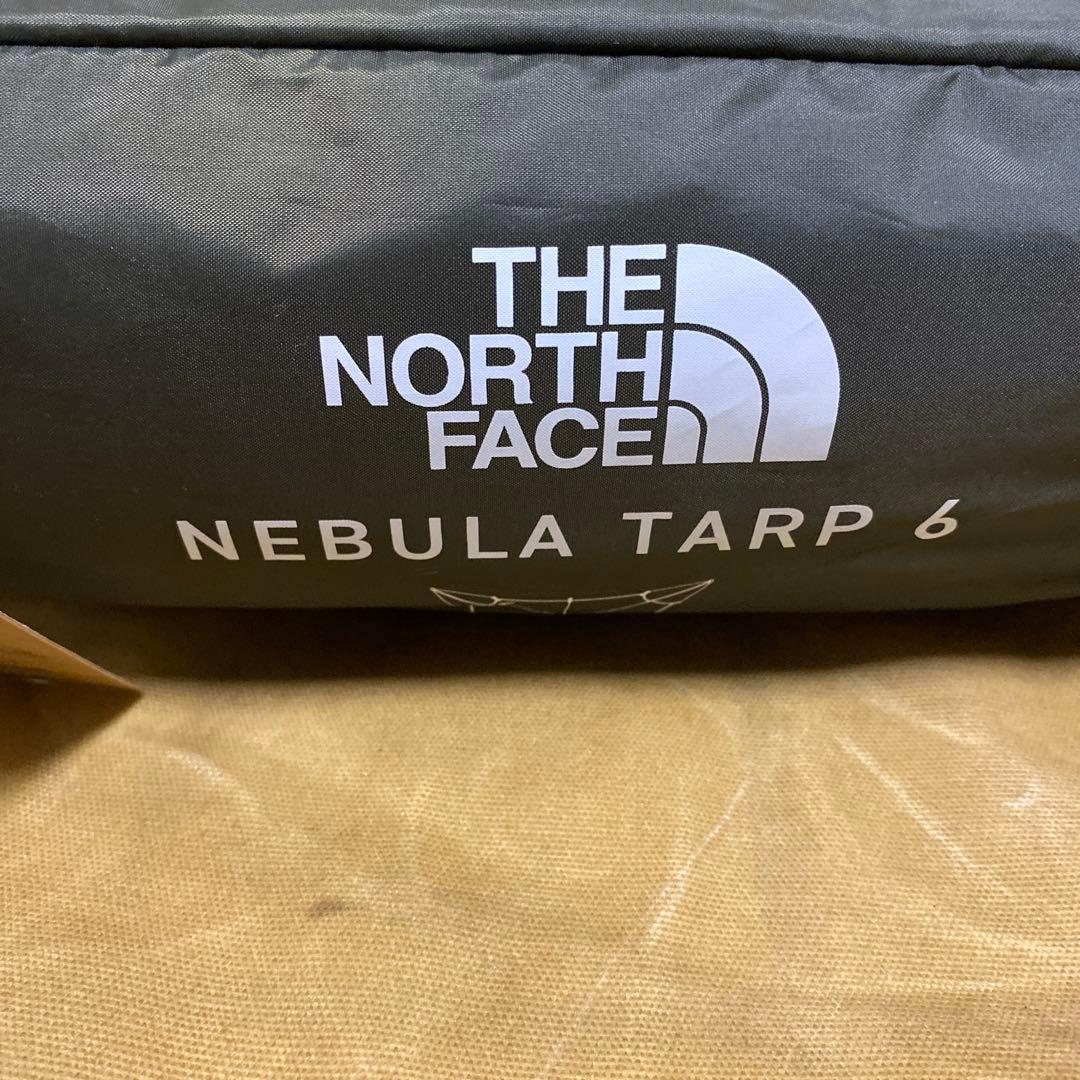 THE
NORTH
FACE
NEBULA TARP 6